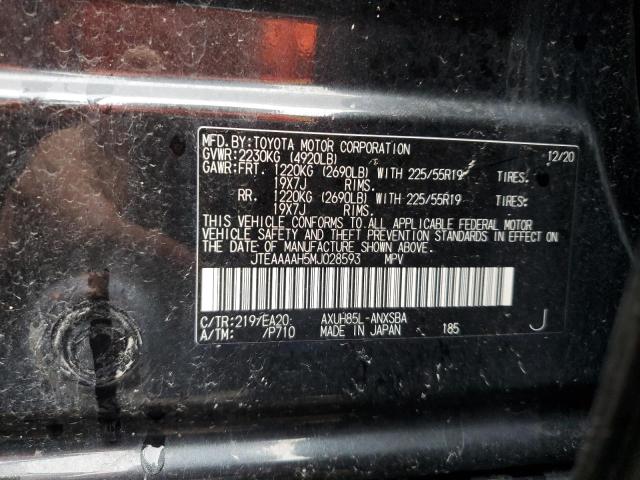 MFD.BY:TOYOTA MOTOR CORPORATION 12/20
GVWR:2230KG (4920LB)
GAWR:FRT. 1220KG (2690LB) WITH 225/55R19 TIRES.
19X7J RIMS.
RR. 1220KG (2690LB) WITH 225/55R19 TIRES.
19X7J RIMS.
THIS VEHICLE CONFORMS TO ALL APPLICABLE FEDERAL MOTOR
VEHICLE SAFETY AND THEFT PREVENTION STANDARDS IN EFFECT ON
THE DATE OF MANUFACTURE SHOWN ABOVE.
JTEAAAAH5MJ028593 MPV
C/TR:219/EA20 AXUH85L-ANXSBA J
A/TM: /P710 MADE IN JAPAN 185